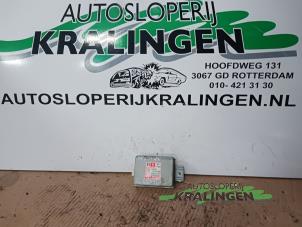 AUTOSLOPERIJ
KRALINGEN
HOOFDWEG 131
3067 GD ROTTERDAM
010- 421 31 30
AUTOSLOPERIJKRALINGEN.NL
AUTOSLOPERIJ
KRALINGEN